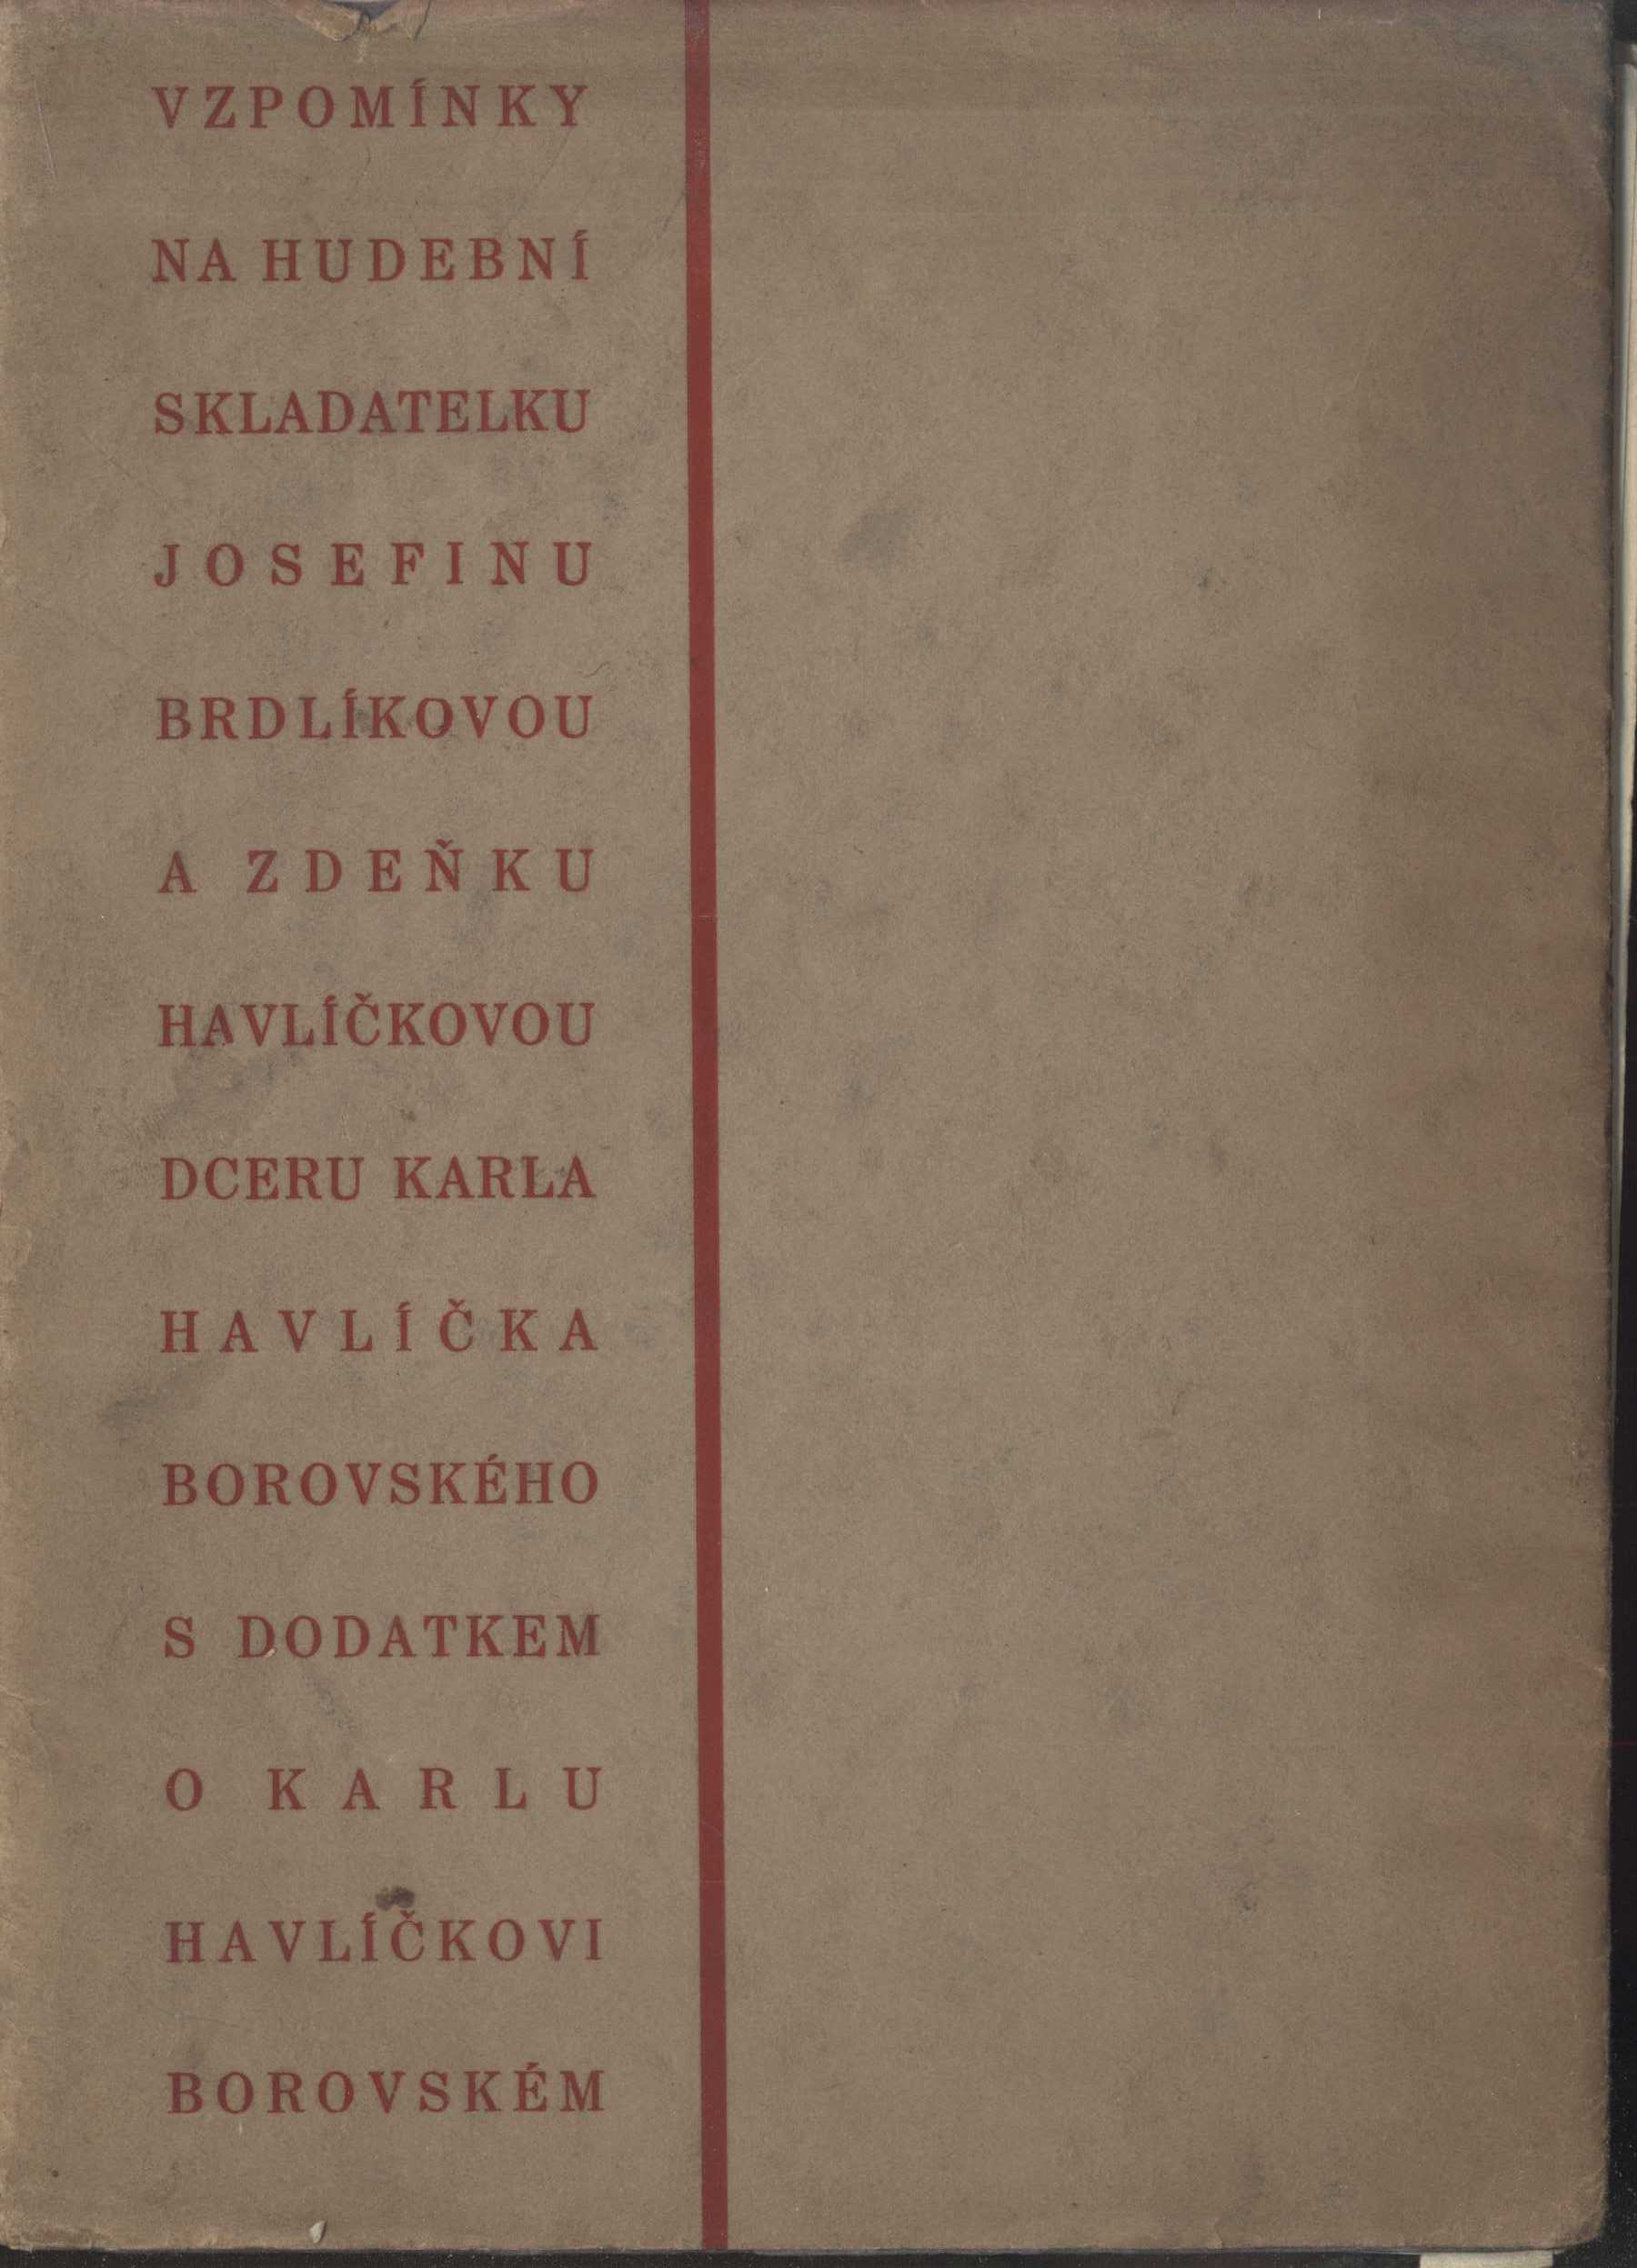 VZPOMÍNKY
NA HUDEBNÍ
SKLADATELKU
JOSEFINU
BRDLÍKOVOU
A ZDEŇKU
HAVLÍČKOVOU
DCERU KARLA
HAVLÍČKA
BOROVSKÉHO
S DODATKEM
O KARLU
HAVLÍČKOVI
BOROVSKÉM